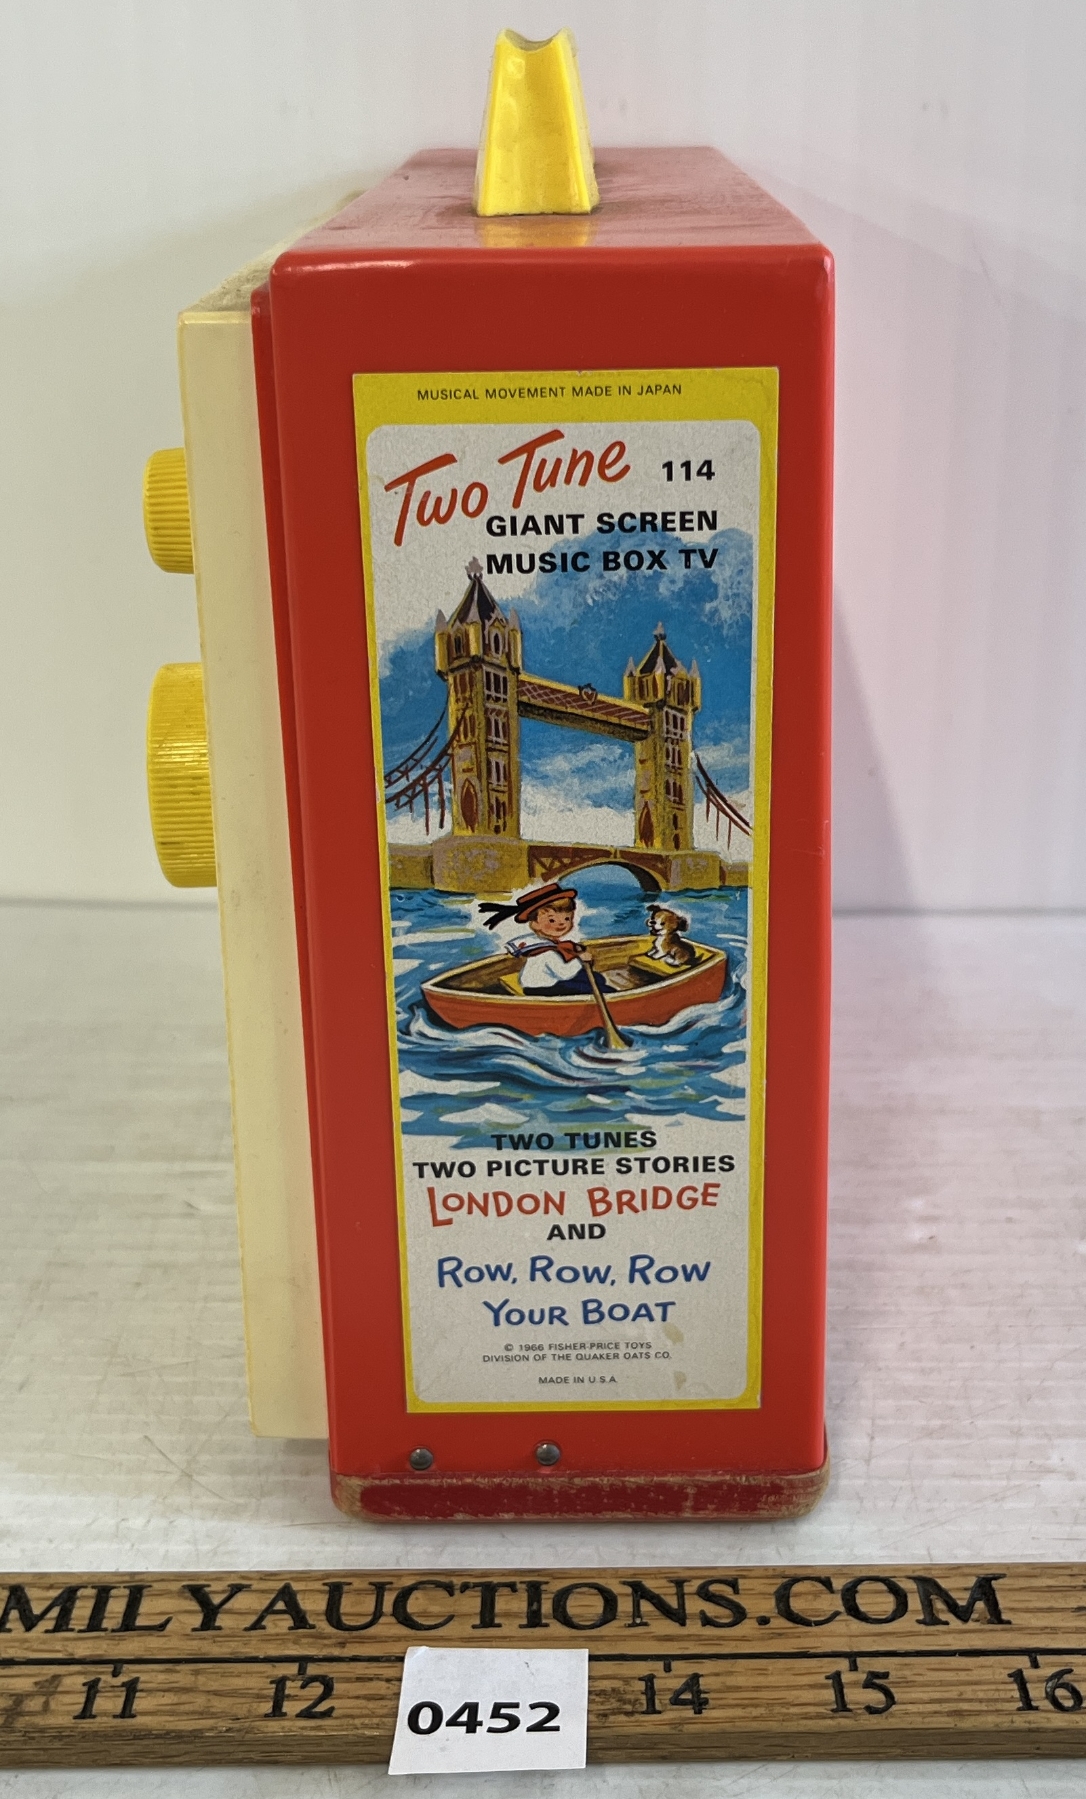 MUSICAL MOVEMENT MADE IN JAPAN
Two Tune 114
GIANT SCREEN
MUSIC BOX TV
TWO TUNES
TWO PICTURE STORIES
LONDON BRIDGE
AND
ROW, ROW, ROW
YOUR BOAT
© 1966 FISHER-PRICE TOYS
DIVISION OF THE QUAKER OATS CO.
MADE IN U.S.A.
MILYAUCTIONS.COM
11 12 14 15 16
0452